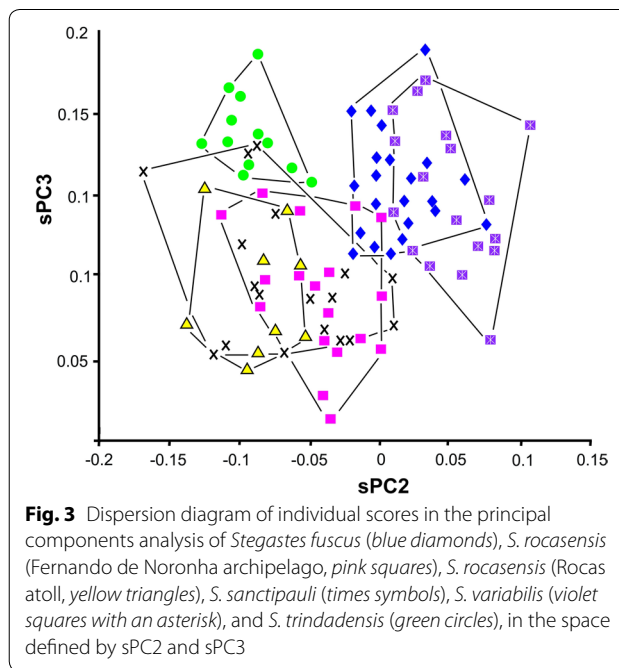 0.2
0.15
0.1
0.1
0.05
sPC3
-0.2
-0.15
-0.1
-0.05
0
0.05
0.1
0.15
sPC2
Fig. 3 Dispersion diagram of individual scores in the principal
components analysis of Stegastes fuscus (blue diamonds), S. rocasensis
(Fernando de Noronha archipelago, pink squares), S. rocasensis (Rocas
atoll, yellow triangles), S. sanctipauli (times symbols), S. variabilis (violet
squares with an asterisk), and S. trindadensis (green circles), in the space
defined by sPC2 and sPC3